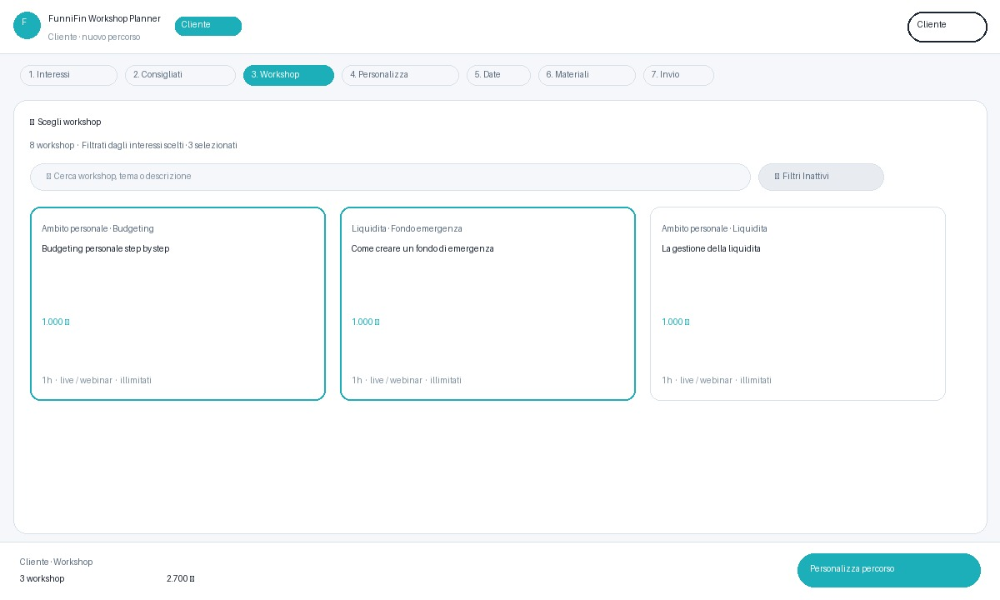 F
FunniFin Workshop Planner
Cliente · nuovo percorso
Cliente
Cliente
1. Interessi
2. Consigliati
3. Workshop
4. Personalizza
5. Date
6. Materiali
7. Invio
Scegli workshop
8 workshop · Filtrati dagli interessi scelti · 3 selezionati
Cerca workshop, tema o descrizione
Filtri Inattivi
Ambito personale · Budgeting
Budgeting personale step by step
1.000
1h · live / webinar · illimitati
Liquidita · Fondo emergenza
Come creare un fondo di emergenza
1.000
1h · live / webinar · illimitati
Ambito personale · Liquidita
La gestione della liquidita
1.000
1h · live / webinar · illimitati
Cliente · Workshop
3 workshop
2.700
Personalizza percorso